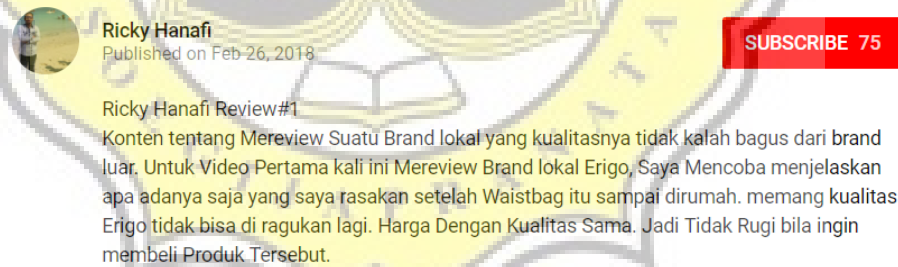 Ricky Hanafi
Published on Feb 26, 2018
SUBSCRIBE 75
Ricky Hanafi Review#1
Konten tentang Mereview Suatu Brand lokal yang kualitasnya tidak kalah bagus dari brand
luar. Untuk Video Pertama kali ini Mereview Brand lokal Erigo, Saya Mencoba menjelaskan
apa adanya saja yang saya rasakan setelah Waistbag itu sampai dirumah. memang kualitas
Erigo tidak bisa di ragukan lagi. Harga Dengan Kualitas Sama. Jadi Tidak Rugi bila ingin
membeli Produk Tersebut.